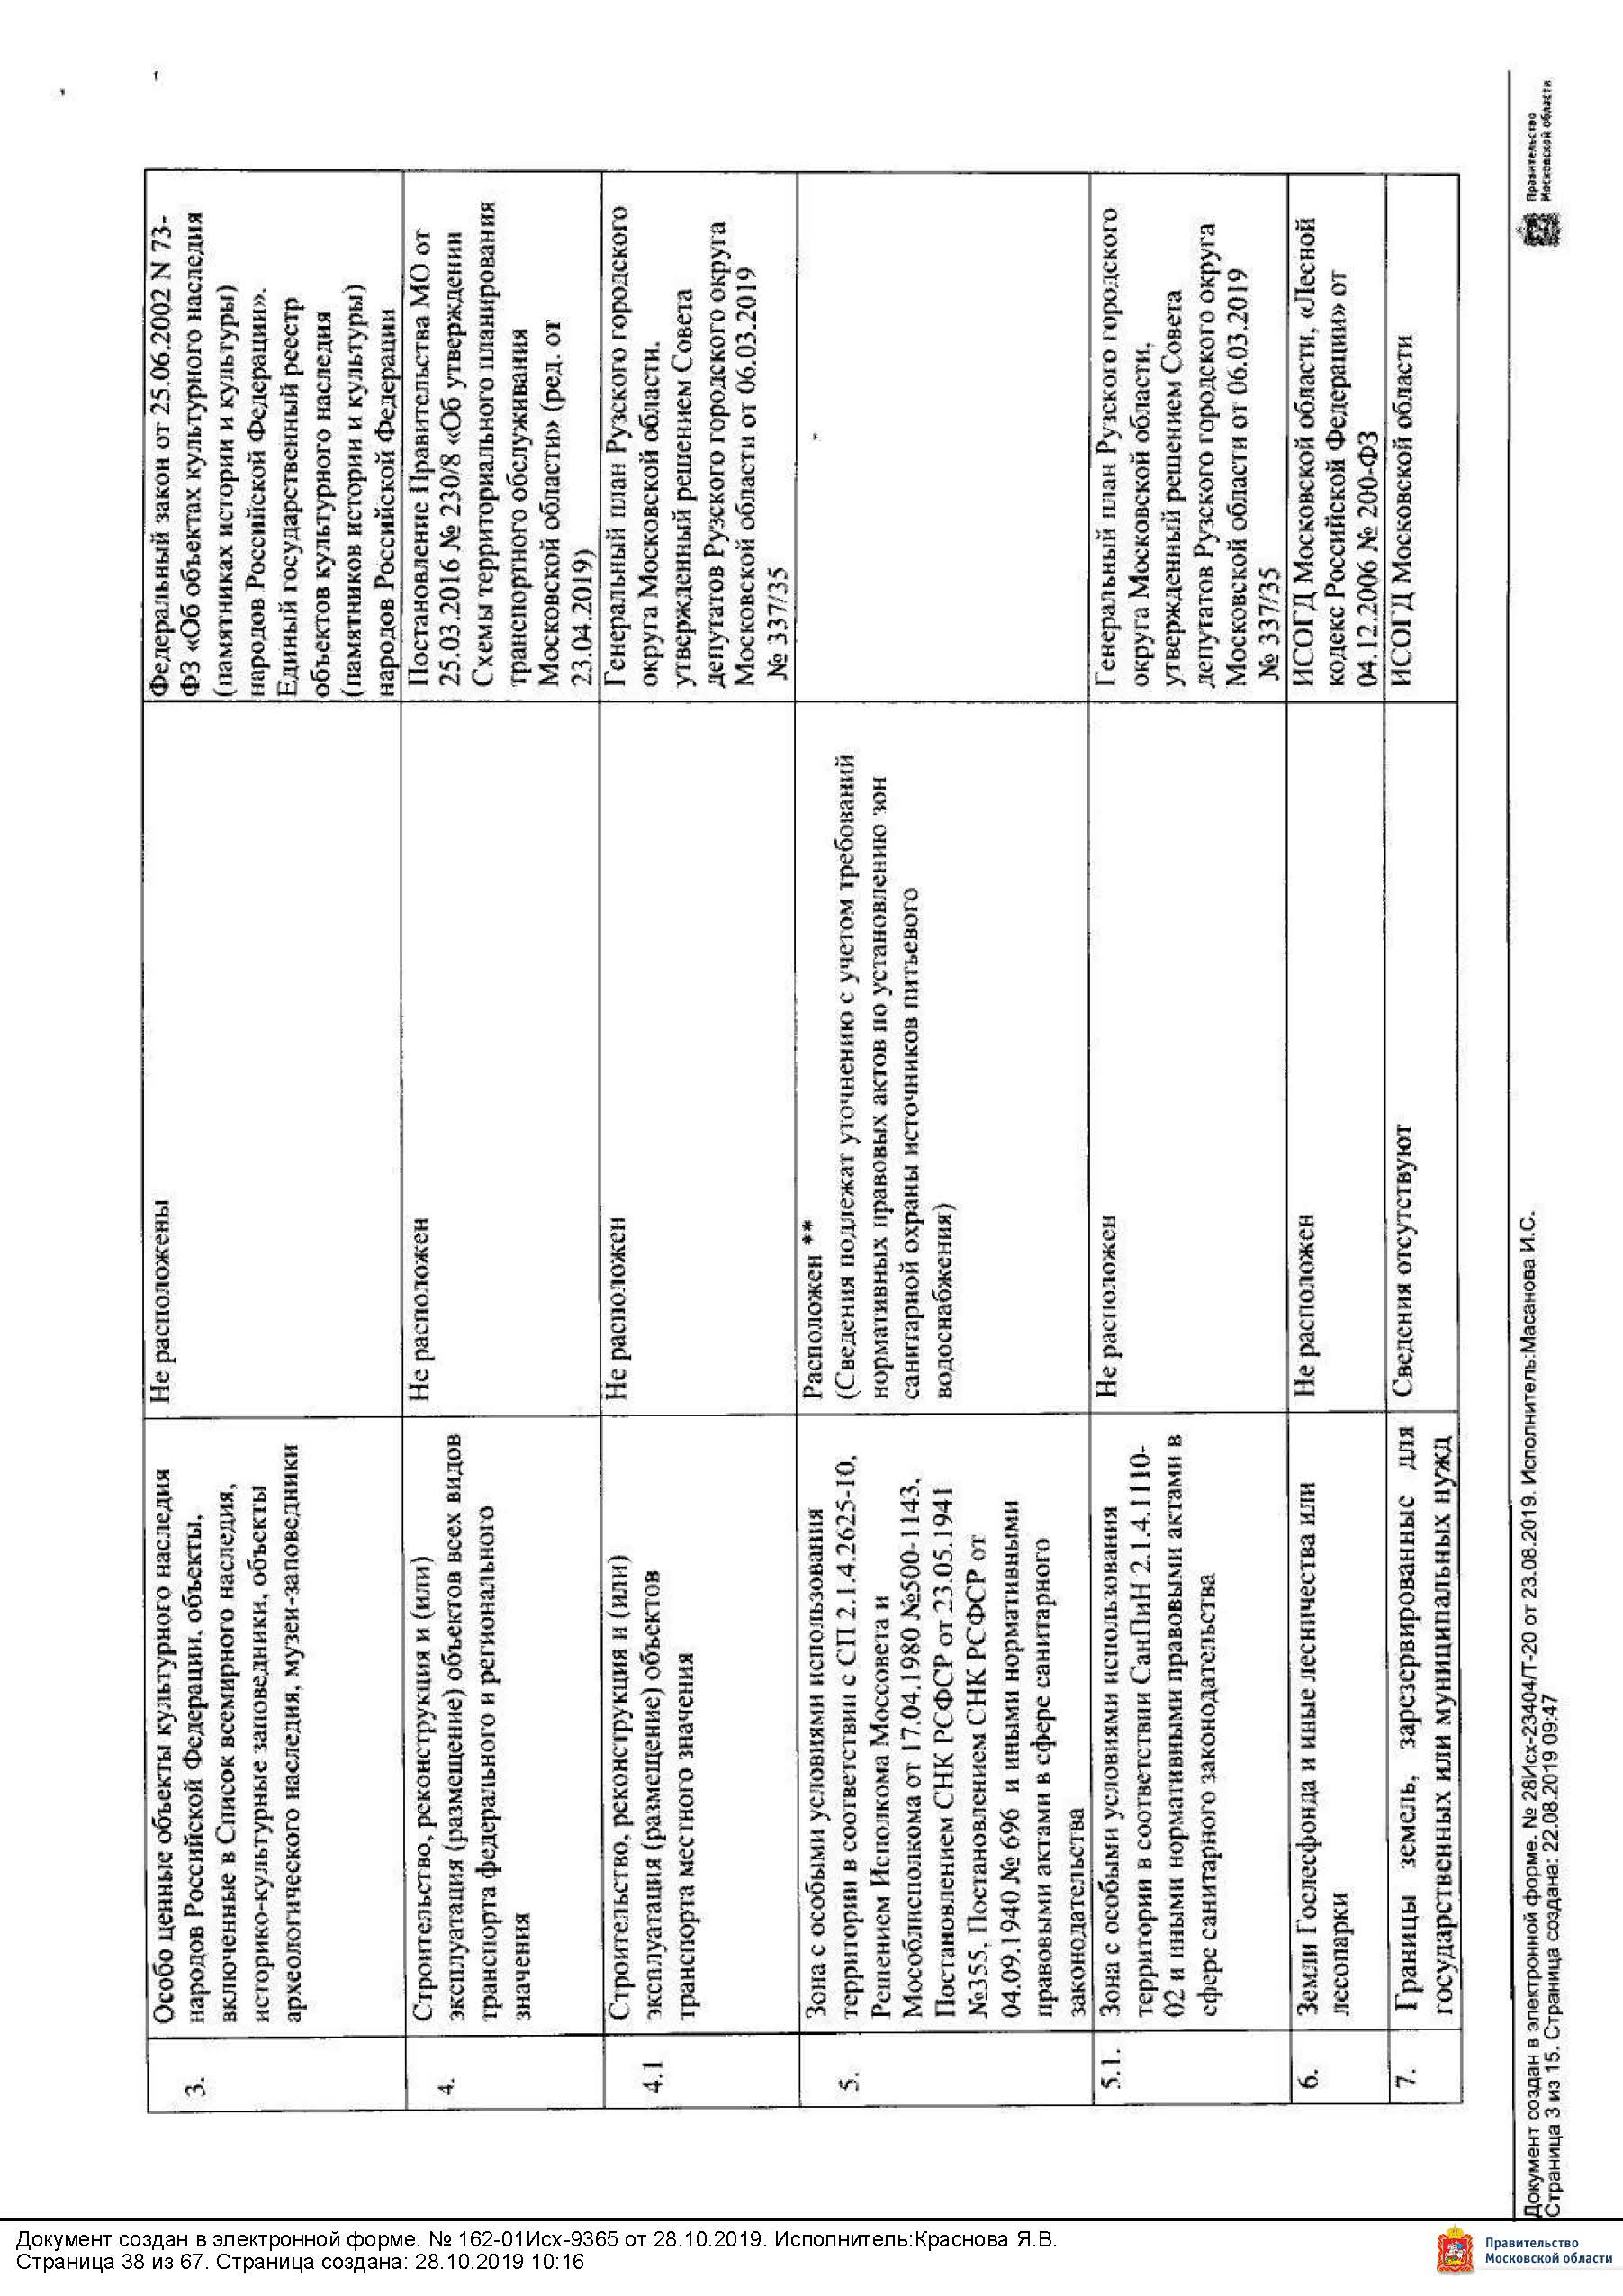 3.
Особо ценные объекты культурного наследия
народов Российской Федерации, объекты,
включенные в Список всемирного наследия,
историко-культурные заповедники, объекты
археологического наследия, музеи-заповедники
Не расположены
Федеральный закон от 25.06.2002 N 73-
ФЗ «Об объектах культурного наследия
(памятниках истории и культуры)
народов Российской Федерации».
Единый государственный реестр
объектов культурного наследия
(памятников истории и культуры)
народов Российской Федерации
4.
Строительство, реконструкция и (или)
эксплуатация (размещение) объектов всех видов
транспорта федерального и регионального
значения
Не расположен
Постановление Правительства МО от
25.03.2016 № 230/8 «Об утверждении
Схемы территориального планирования
транспортного обслуживания
Московской области» (ред. от
23.04.2019)
4.1
Строительство, реконструкция и (или)
эксплуатация (размещение) объектов
транспорта местного значения
Не расположен
Генеральный план Рузского городского
округа Московской области,
утвержденный решением Совета
депутатов Рузского городского округа
Московской области от 06.03.2019
№ 337/35
5.
Зона с особыми условиями использования
территории в соответствии с СП 2.1.4.2625-10,
Решением Исполкома Моссовета и
Мособлисполкома от 17.04.1980 №500-1143,
Постановлением СНК РСФСР от 23.05.1941
№355, Постановлением СНК РСФСР от
04.09.1940 № 696 и иными нормативными
правовыми актами в сфере санитарного
законодательства
Расположен **
(Сведения подлежат уточнению с учетом требований
нормативных правовых актов по установлению зон
санитарной охраны источников питьевого
водоснабжения)
5.1.
Зона с особыми условиями использования
территории в соответствии СанПиН 2.1.4.1110-
02 и иными нормативными правовыми актами в
сфере санитарного законодательства
Не расположен
Генеральный план Рузского городского
округа Московской области,
утвержденный решением Совета
депутатов Рузского городского округа
Московской области от 06.03.2019
№ 337/35
6.
Земли Гослесфонда и иные лесничества или
лесопарки
Не расположен
ИСОГД Московской области, «Лесной
кодекс Российской Федерации» от
04.12.2006 № 200-ФЗ
7.
Границы земель, зарезервированные для
государственных или муниципальных нужд
Сведения отсутствуют
ИСОГД Московской области
Документ создан в электронной форме. № 28Исх-23404/Т-20 от 23.08.2019. Исполнитель:Масанова И.С.
Страница 3 из 15. Страница создана: 22.08.2019 09:47
Правительство
Московской области
Документ создан в электронной форме. № 162-01Исх-9365 от 28.10.2019. Исполнитель:Краснова Я.В.
Страница 38 из 67. Страница создана: 28.10.2019 10:16
Правительство
Московской области